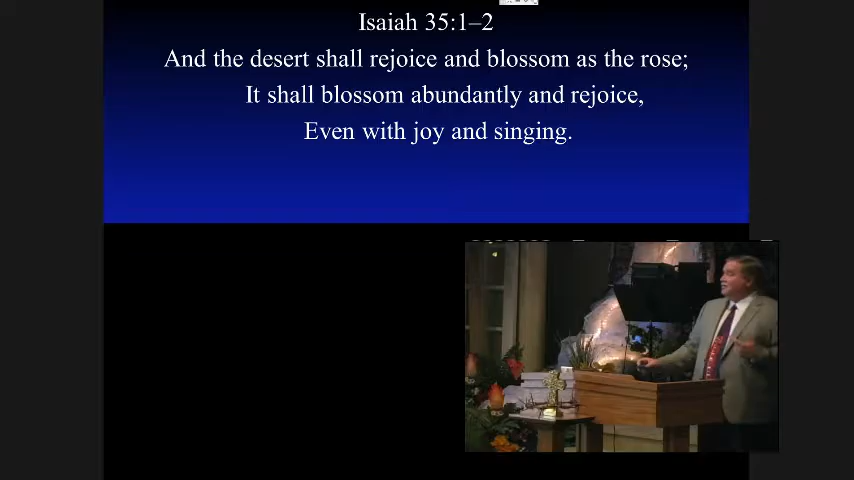 Isaiah 35:1–2
And the desert shall rejoice and blossom as the rose;
It shall blossom abundantly and rejoice,
Even with joy and singing.